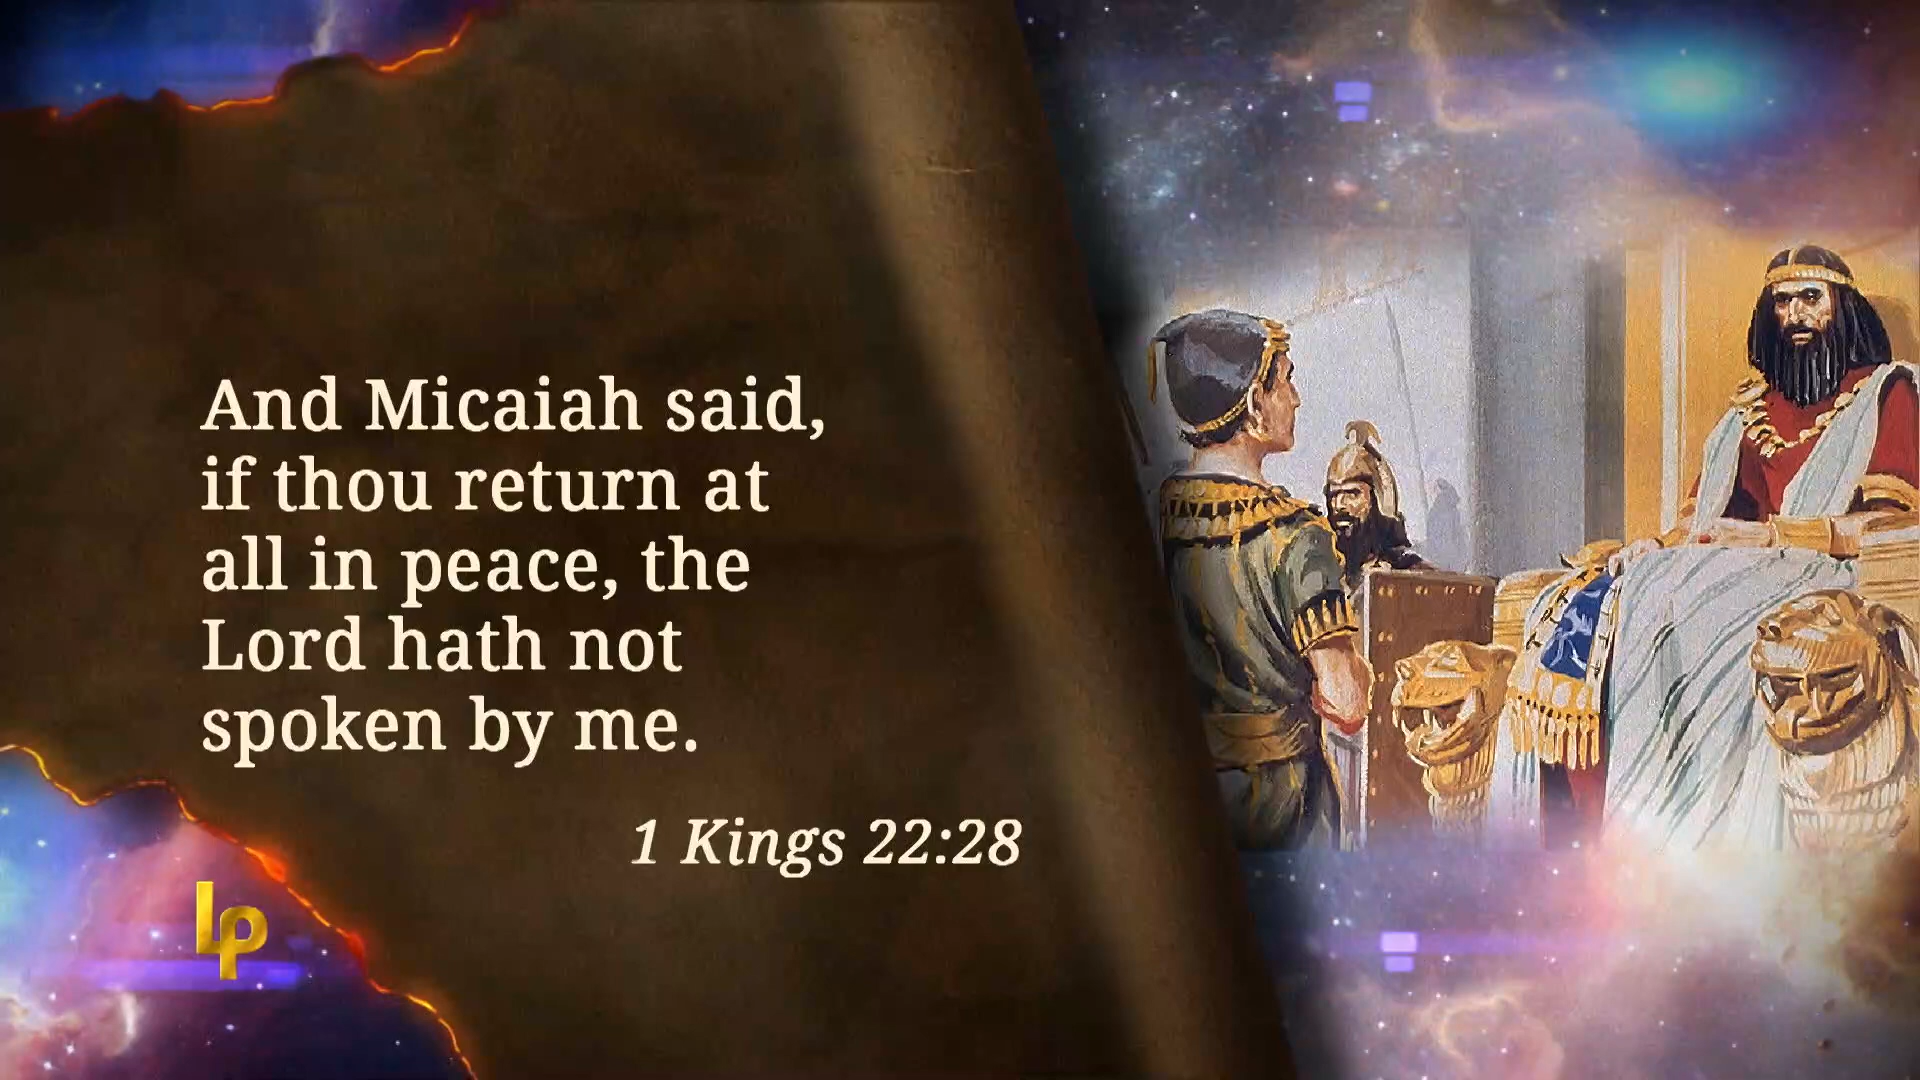 And Micaiah said,
if thou return at
all in peace, the
Lord hath not
spoken by me.
1 Kings 22:28
lp